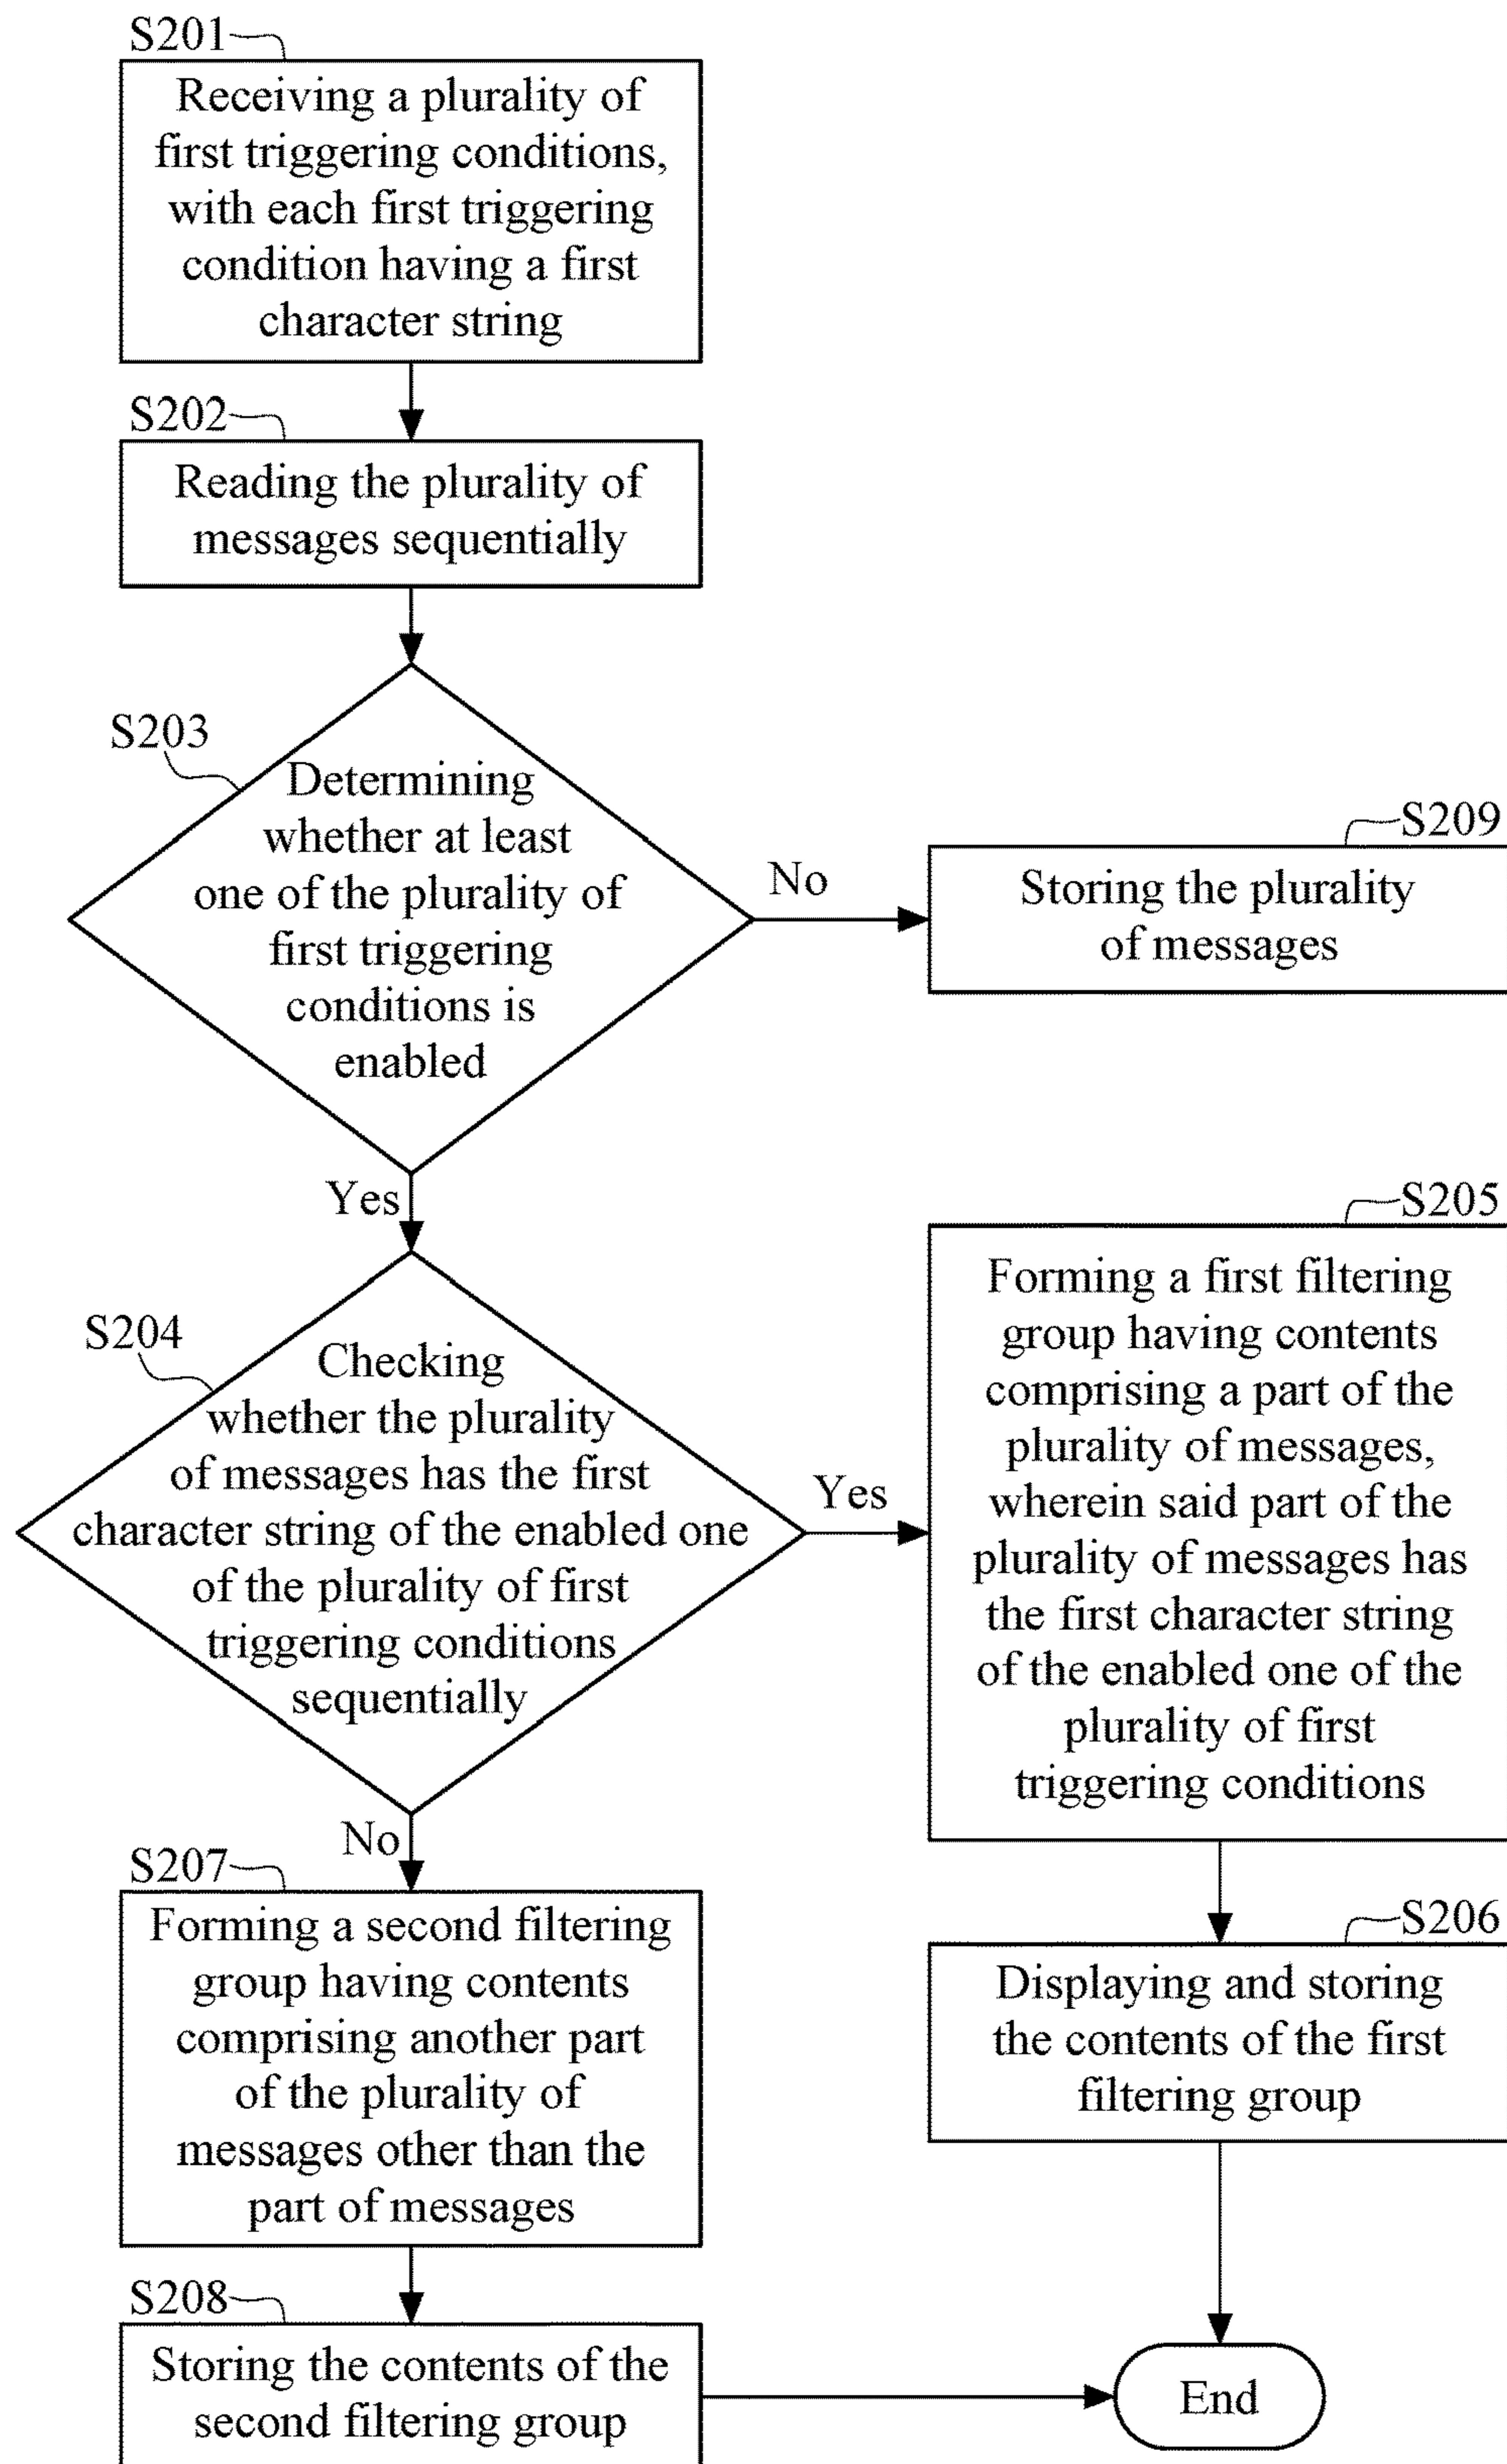 S201
Receiving a plurality of
first triggering conditions,
with each first triggering
condition having a first
character string
S202
Reading the plurality of
messages sequentially
S203
Determining
whether at least
one of the plurality of
first triggering
conditions is
enabled
No
S209
Storing the plurality
of messages
Yes
S204
Checking
whether the plurality
of messages has the first
character string of the enabled one
of the plurality of first
triggering conditions
sequentially
Yes
S205
Forming a first filtering
group having contents
comprising a part of the
plurality of messages,
wherein said part of the
plurality of messages has
the first character string
of the enabled one of the
plurality of first
triggering conditions
No
S207
Forming a second filtering
group having contents
comprising another part
of the plurality of
messages other than the
part of messages
S206
Displaying and storing
the contents of the first
filtering group
S208
Storing the contents of the
second filtering group
End